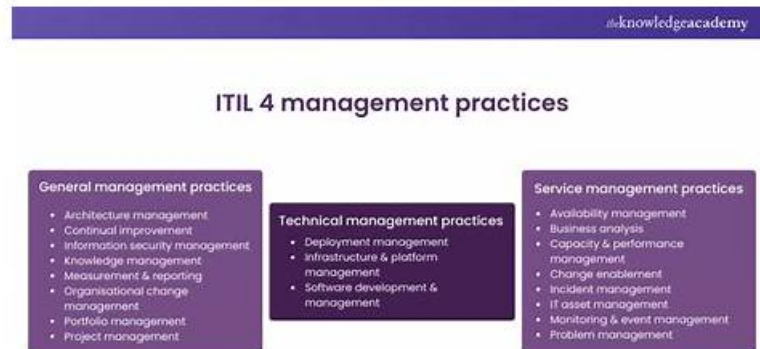 theknowledgeacademy
ITIL 4 management practices
General management practices
• Architecture management
• Continual improvement
• Information security management
• Knowledge management
• Measurement & reporting
• Organisational change
management
• Portfolio management
• Project management
Technical management practices
• Deployment management
• Infrastructure & platform
management
• Software development &
management
Service management practices
• Availability management
• Business analysis
• Capacity & performance
management
• Change enablement
• Incident management
• IT asset management
• Monitoring & event management
• Problem management